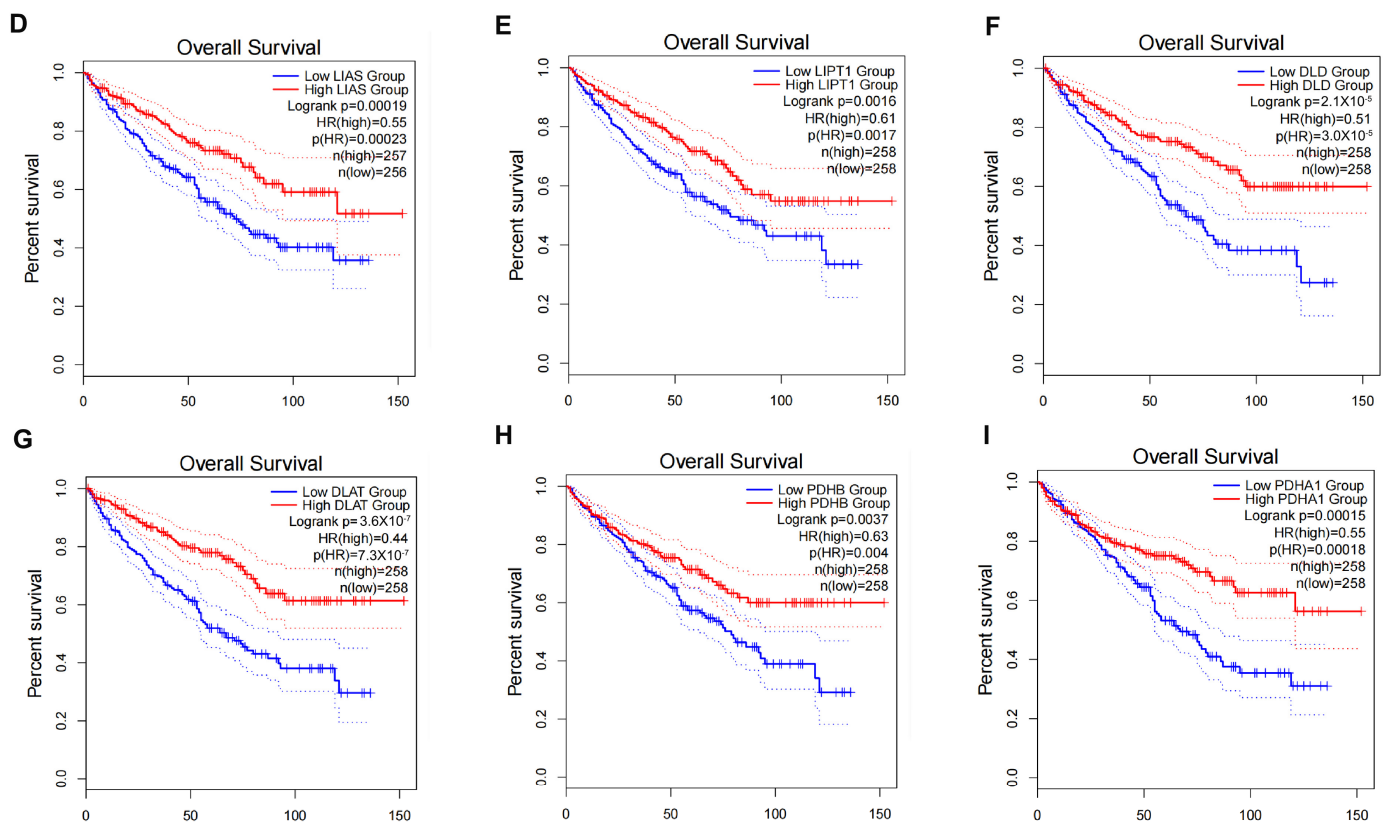 D
Overall Survival
Low LIAS Group
High LIAS Group
Logrank p=0.00019
HR(high)=0.55
p(HR)=0.00023
n(high)=257
n(low)=256
Percent survival
1.0
0.8
0.6
0.4
0.2
0.0
0 50 100 150
E
Overall Survival
Low LIPT1 Group
High LIPT1 Group
Logrank p=0.0016
HR(high)=0.61
p(HR)=0.0017
n(high)=258
n(low)=258
Percent survival
1.0
0.8
0.6
0.4
0.2
0.0
0 50 100 150
F
Overall Survival
Low DLD Group
High DLD Group
Logrank p=2.1X10⁻⁵
HR(high)=0.51
p(HR)=3.0X10⁻⁵
n(high)=258
n(low)=258
Percent survival
1.0
0.8
0.6
0.4
0.2
0.0
0 50 100 150
G
Overall Survival
Low DLAT Group
High DLAT Group
Logrank p=3.6X10⁻⁷
HR(high)=0.44
p(HR)=7.3X10⁻⁷
n(high)=258
n(low)=258
Percent survival
1.0
0.8
0.6
0.4
0.2
0.0
0 50 100 150
H
Overall Survival
Low PDHB Group
High PDHB Group
Logrank p=0.0037
HR(high)=0.63
p(HR)=0.004
n(high)=258
n(low)=258
Percent survival
1.0
0.8
0.6
0.4
0.2
0.0
0 50 100 150
I
Overall Survival
Low PDHA1 Group
High PDHA1 Group
Logrank p=0.00015
HR(high)=0.55
p(HR)=0.00018
n(high)=258
n(low)=258
Percent survival
1.0
0.8
0.6
0.4
0.2
0.0
0 50 100 150